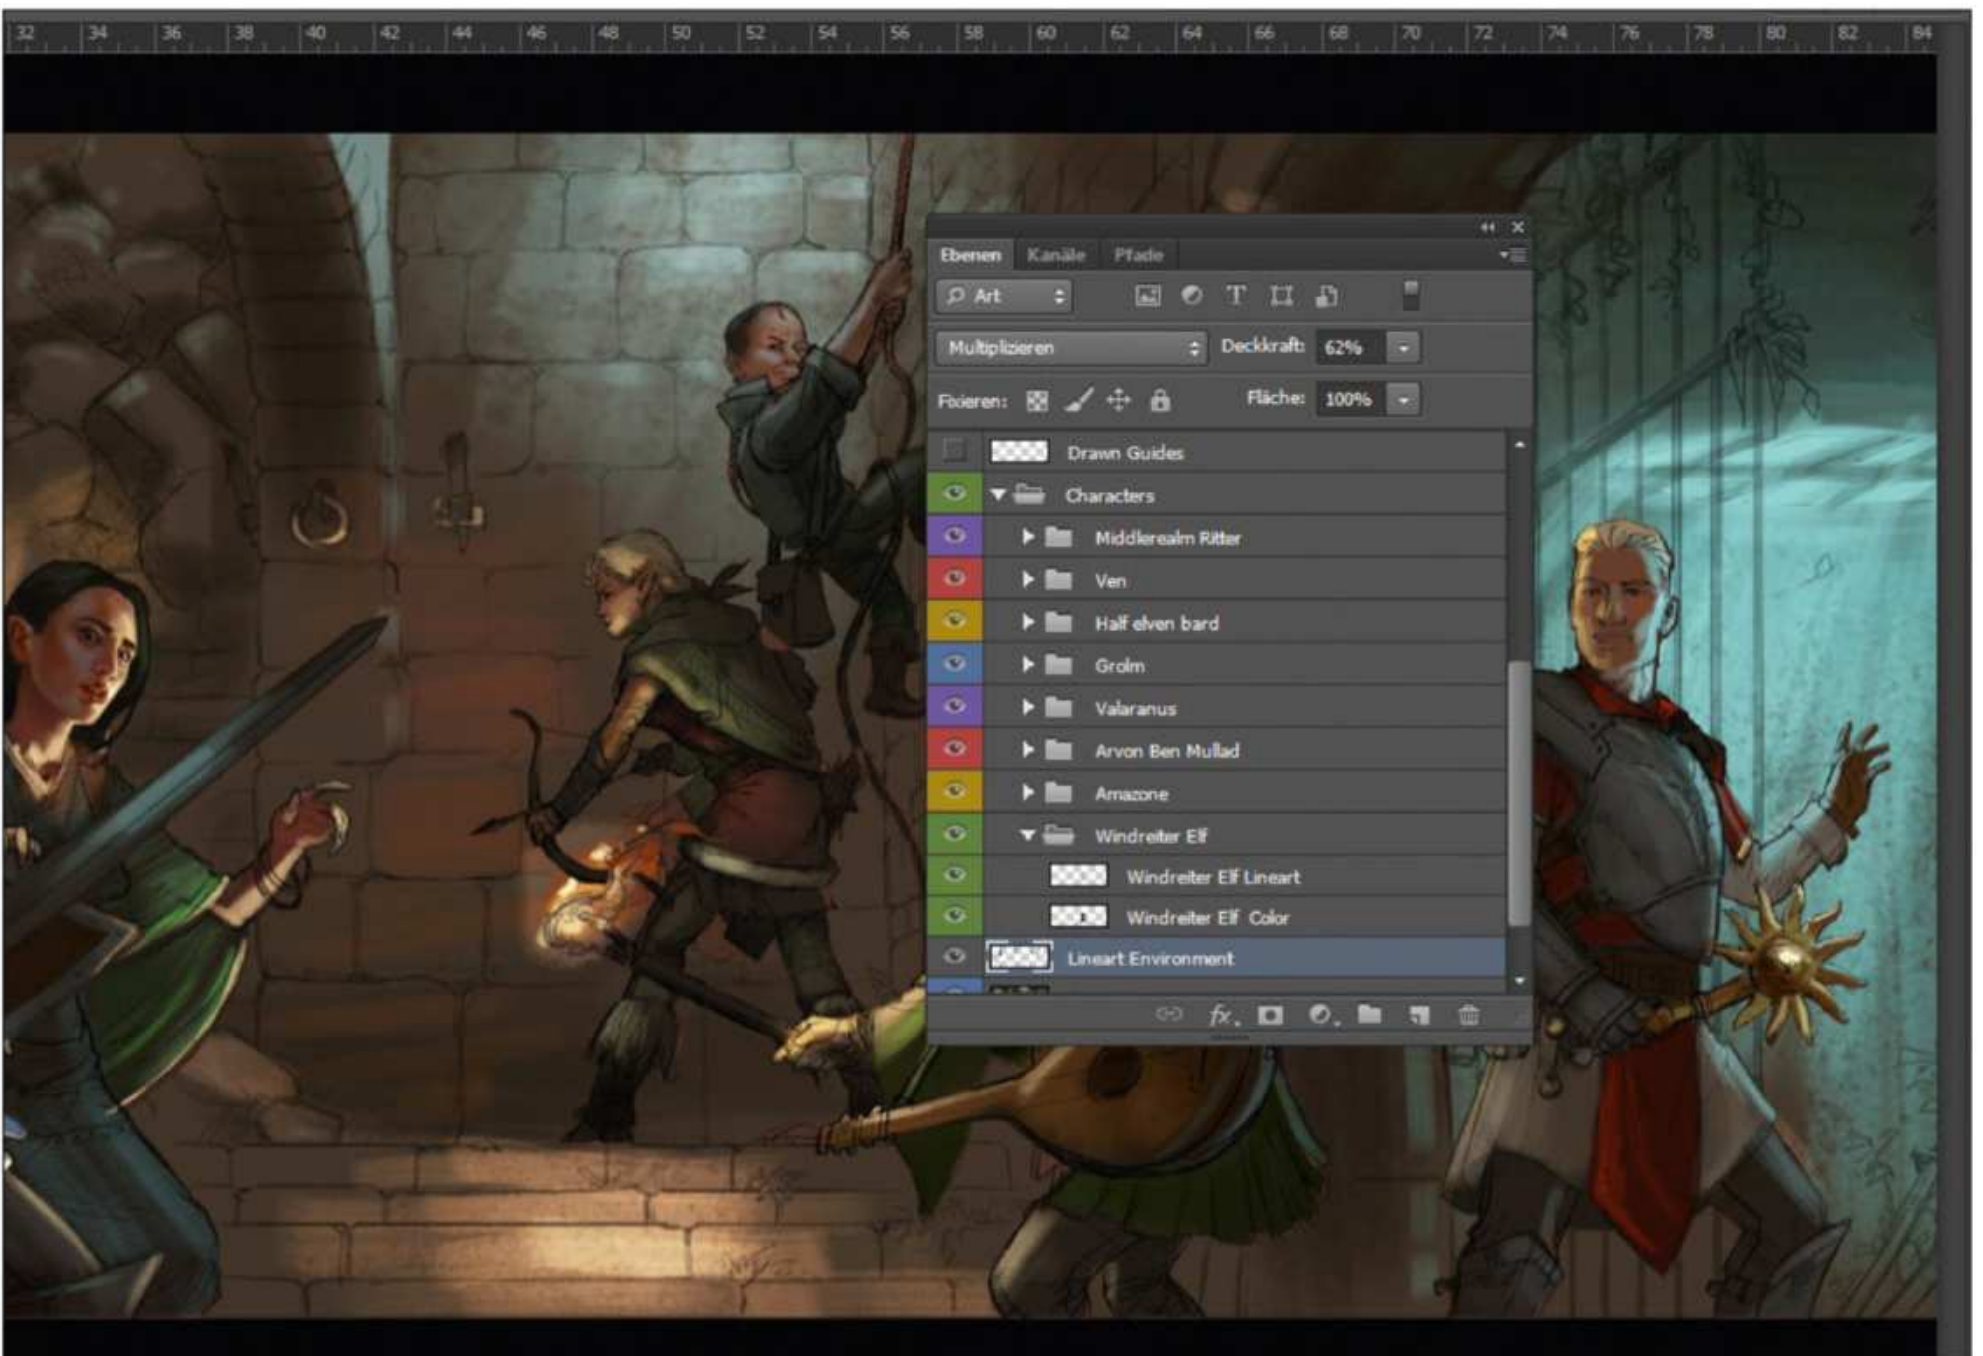 32 34 36 38 40 42 44 46 48 50 52 54 56 58 60 62 64 66 68 70 72 74 76 78 80 82 84
Ebenen Kanäle Pfade
Art T
Multiplizieren Deckkraft: 62%
Fixieren: Fläche: 100%
Drawn Guides
Characters
Middlerealm Ritter
Ven
Half elven bard
Grolm
Valaranus
Arvon Ben Mullad
Amazone
Windreiter Elf
Windreiter Elf Lineart
Windreiter Elf Color
Lineart Environment
fx